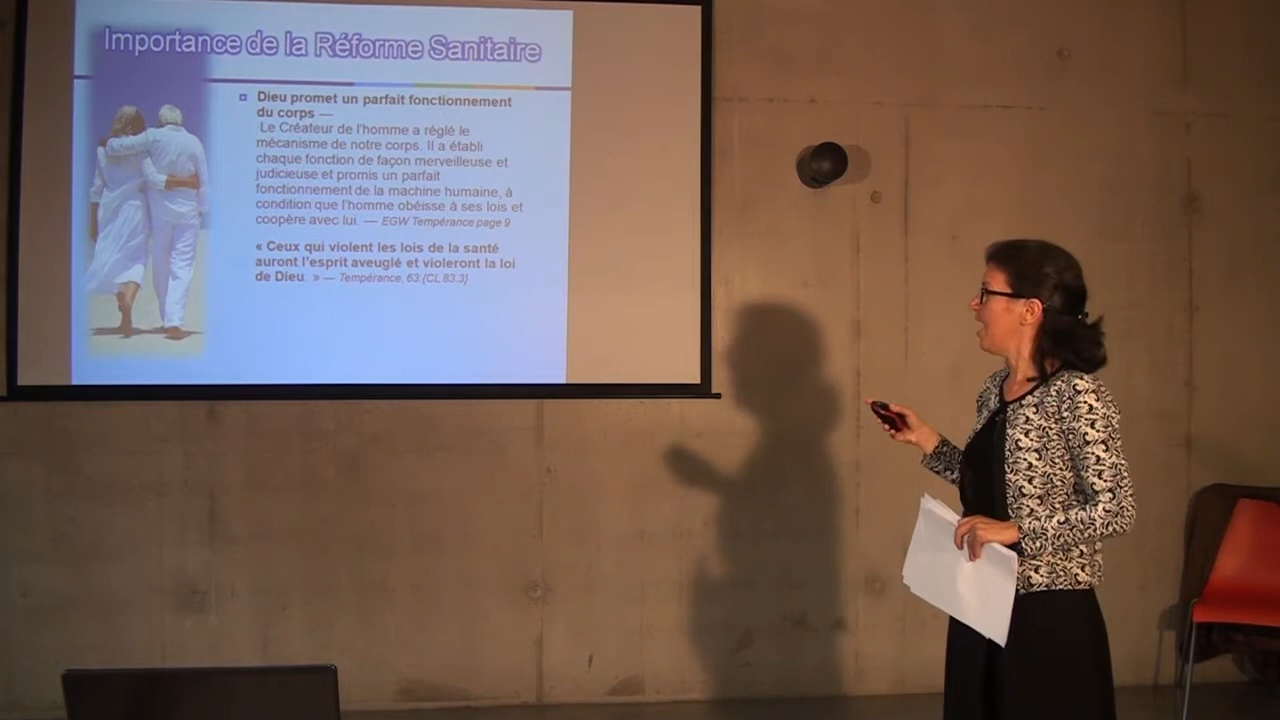 Importance de la Réforme Sanitaire
Dieu promet un parfait fonctionnement
du corps —
Le Créateur de l'homme a réglé le
mécanisme de notre corps. Il a établi
chaque fonction de façon merveilleuse et
judicieuse et promis un parfait
fonctionnement de la machine humaine, à
condition que l'homme obéisse à ses lois et
coopère avec lui. — EGW Tempérance page 9
« Ceux qui violent les lois de la santé
auront l'esprit aveuglé et violeront la loi
de Dieu. » — Tempérance, 63.{CL 83.3}